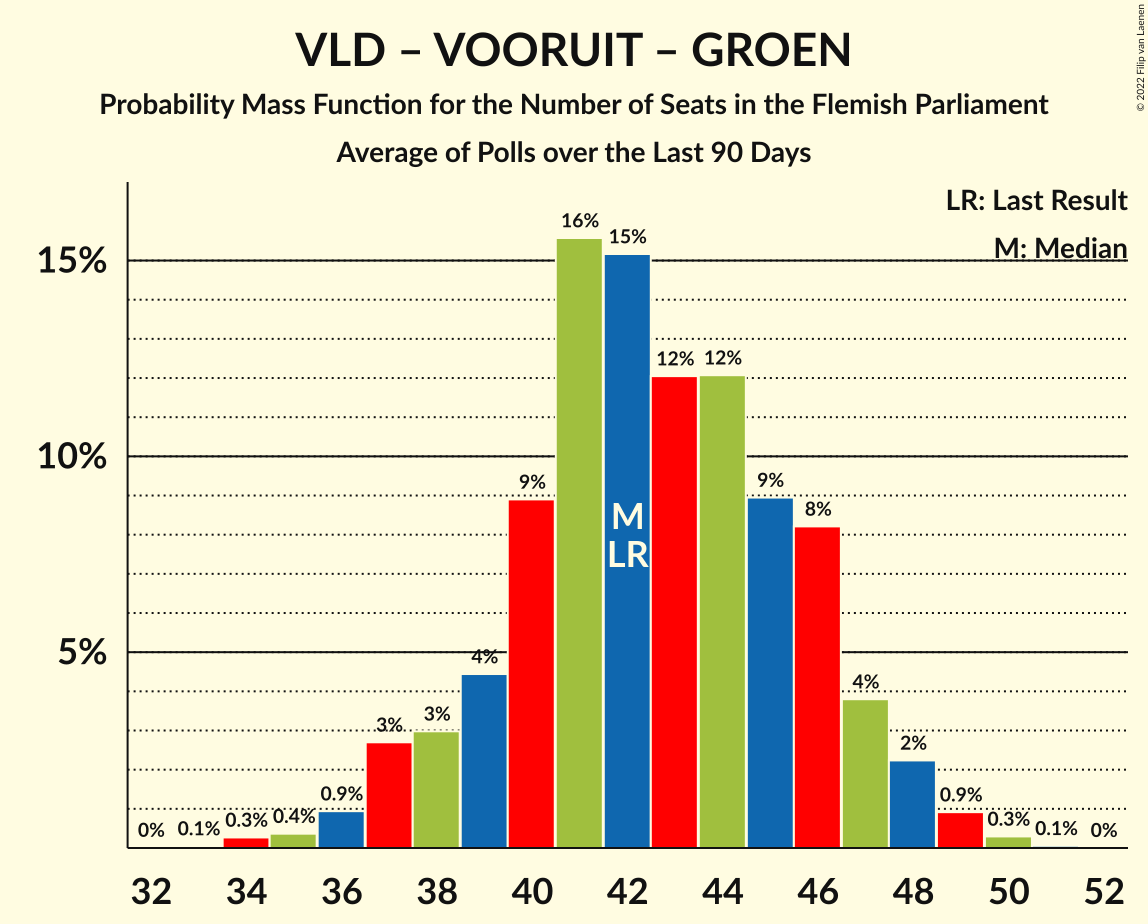 VLD – VOORUIT – GROEN
Probability Mass Function for the Number of Seats in the Flemish Parliament
Average of Polls over the Last 90 Days
© 2022 Filip van Laenen
LR: Last Result
M: Median
15%
10%
5%
0%
0.1%
0.3%
0.4%
0.9%
3%
3%
4%
9%
16%
15%
12%
12%
9%
8%
4%
2%
0.9%
0.3%
0.1%
0%
M
LR
32 34 36 38 40 42 44 46 48 50 52